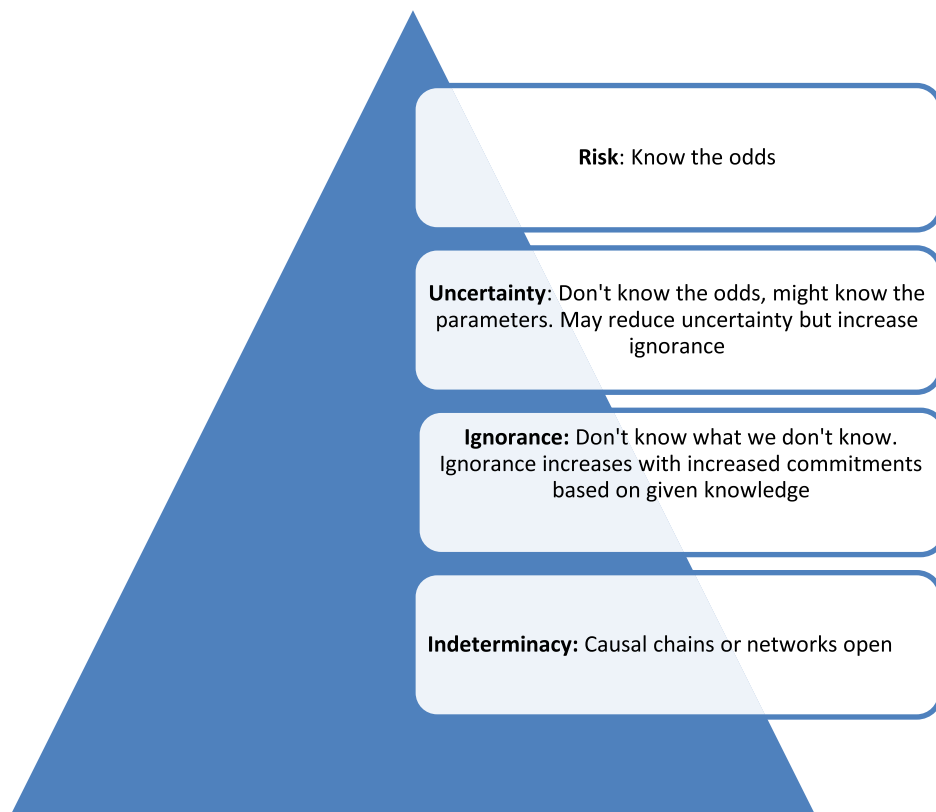 Risk: Know the odds
Uncertainty: Don't know the odds, might know the
parameters. May reduce uncertainty but increase
ignorance
Ignorance: Don't know what we don't know.
Ignorance increases with increased commitments
based on given knowledge
Indeterminacy: Causal chains or networks open